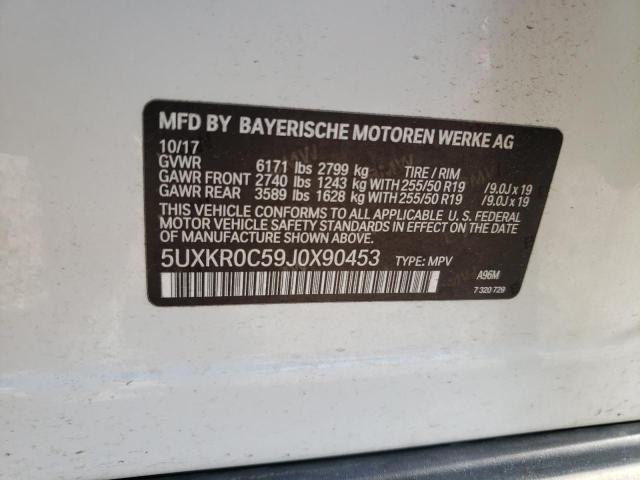 MFD BY BAYERISCHE MOTOREN WERKE AG
10/17
GVWR 6171 lbs 2799 kg TIRE / RIM
GAWR FRONT 2740 lbs 1243 kg WITH 255/50 R19 /9.0J x 19
GAWR REAR 3589 lbs 1628 kg WITH 255/50 R19 /9.0J x 19
THIS VEHICLE CONFORMS TO ALL APPLICABLE U. S. FEDERAL
MOTOR VEHICLE SAFETY STANDARDS IN EFFECT ON THE
DATE OF MANUFACTURE SHOWN ABOVE.
5UXKR0C59J0X90453 TYPE: MPV
A96M
7 320 729